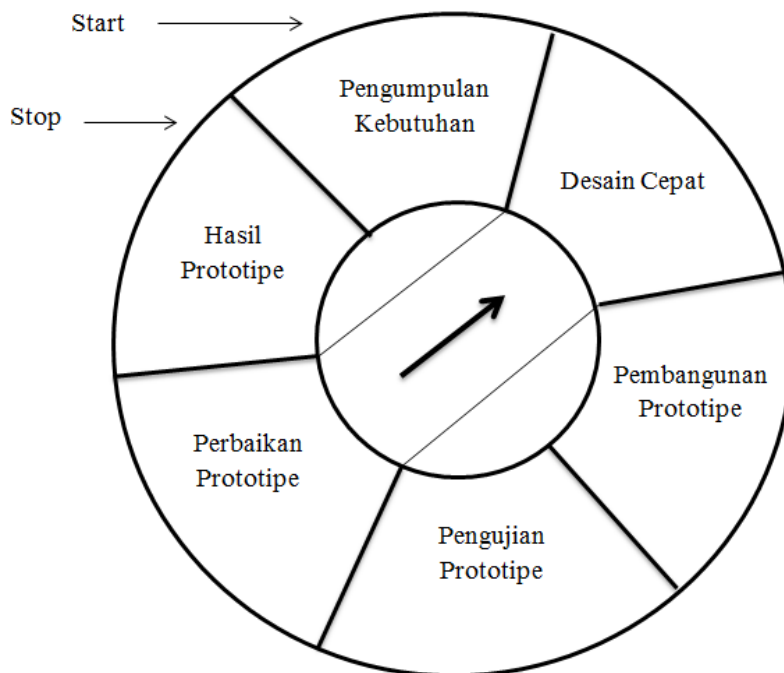 Start
Stop
Pengumpulan
Kebutuhan
Desain Cepat
Pembangunan
Prototipe
Pengujian
Prototipe
Perbaikan
Prototipe
Hasil
Prototipe